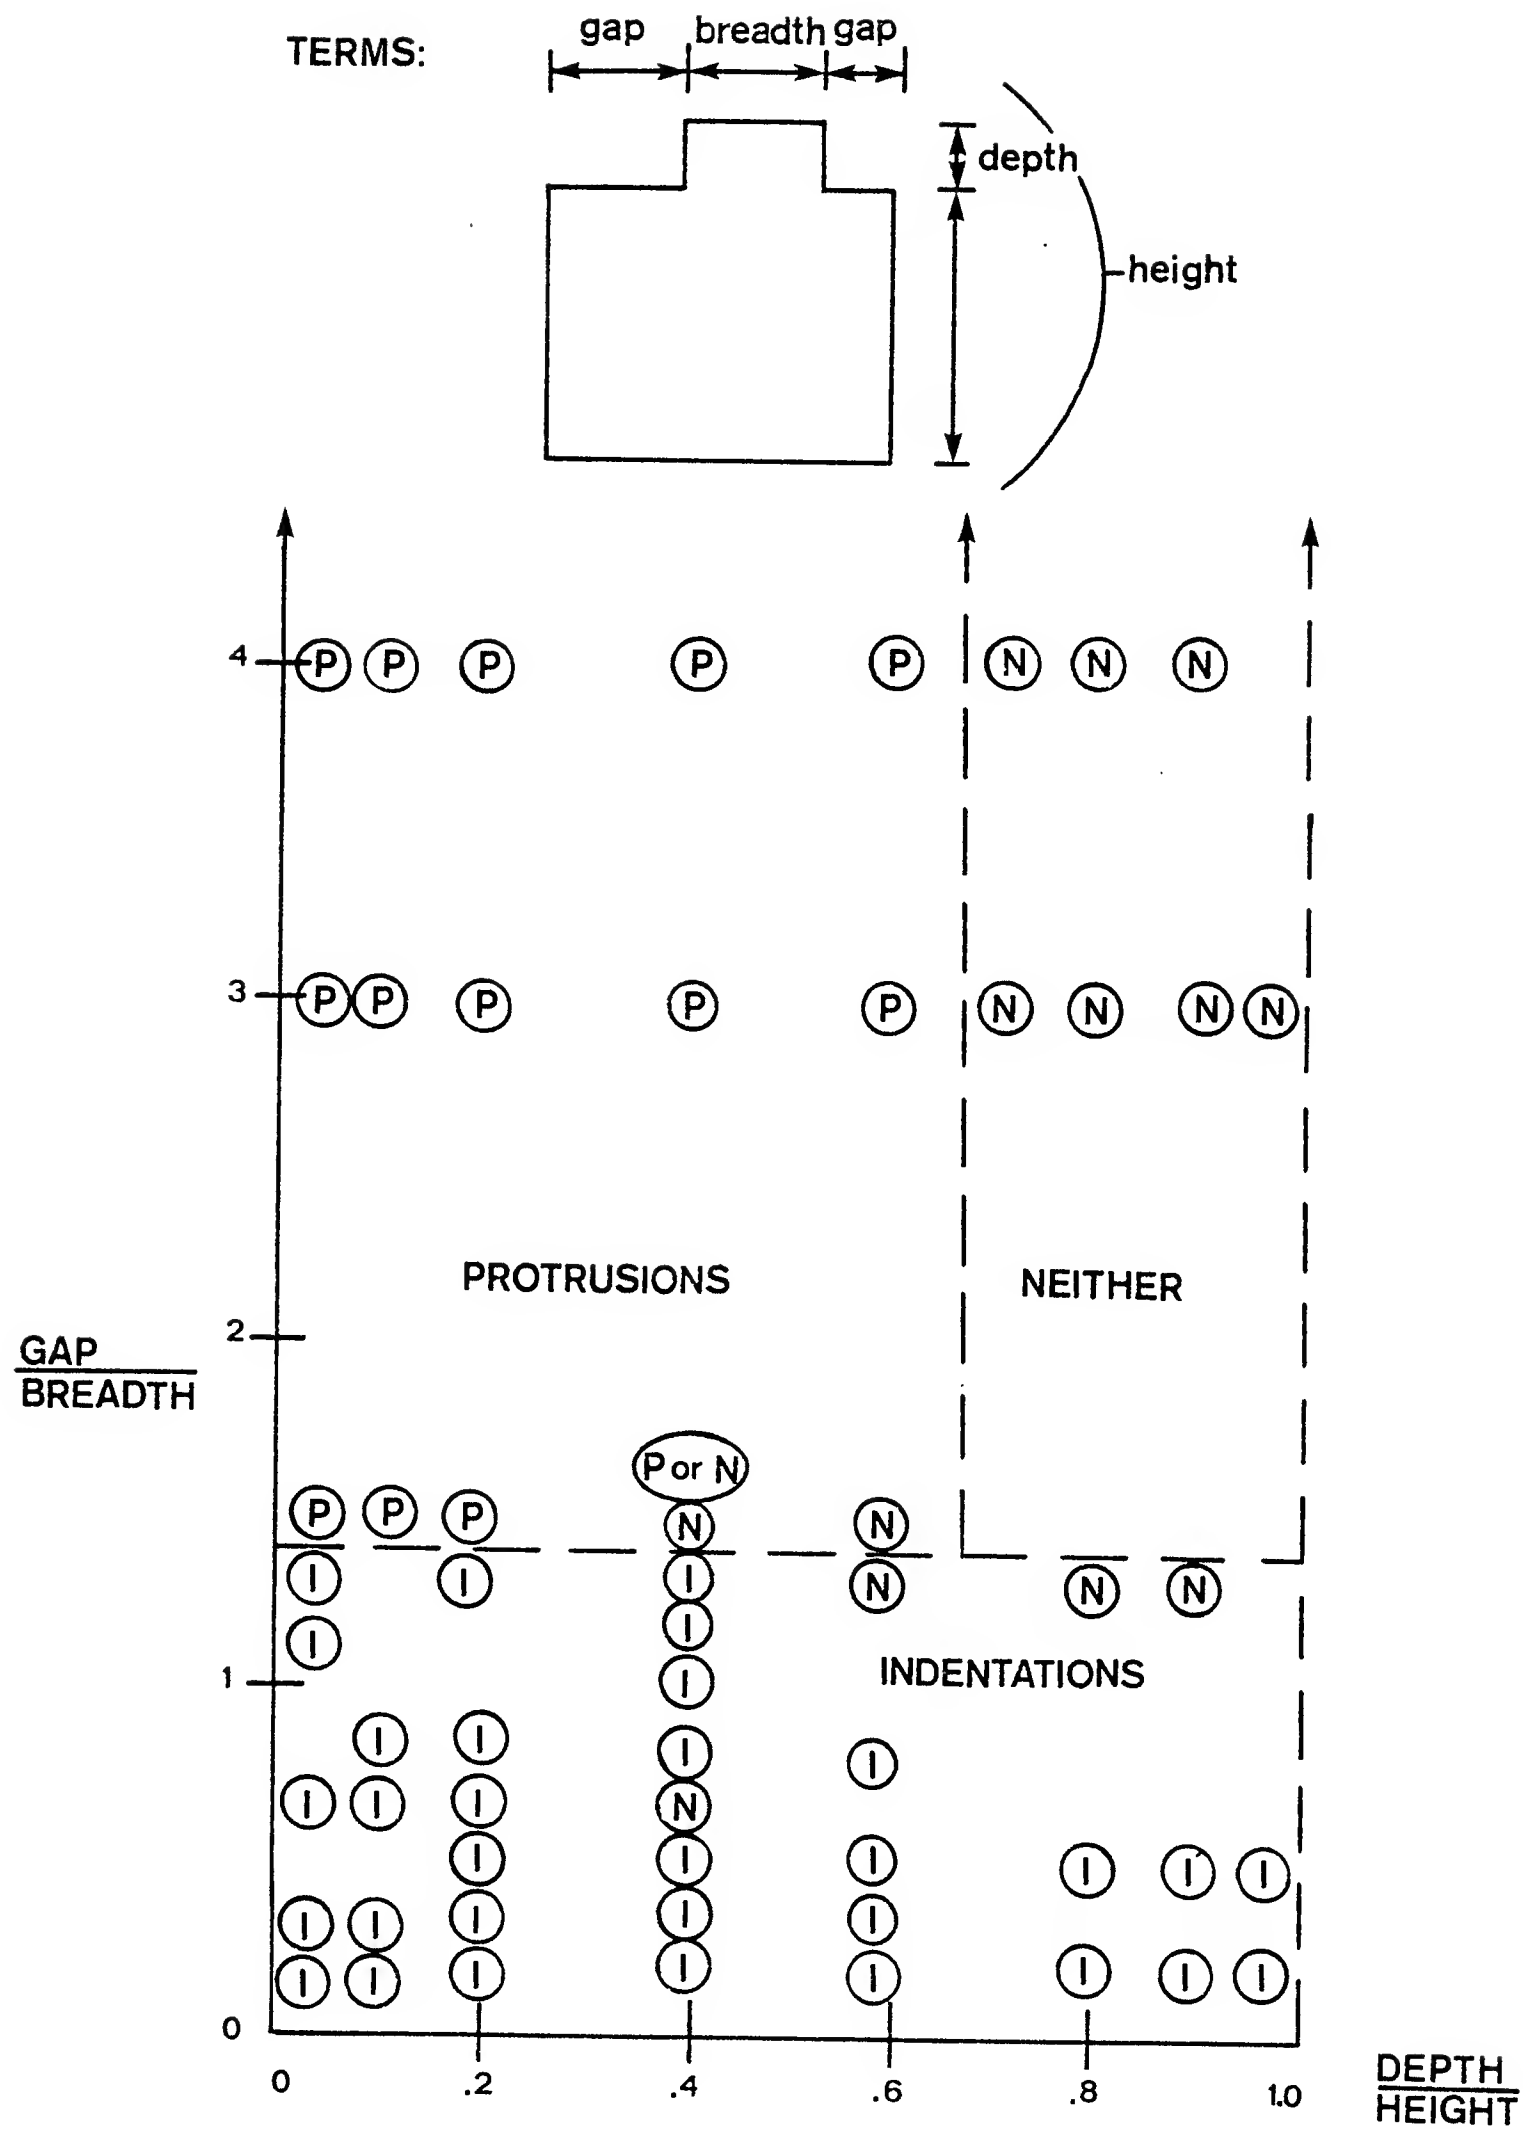 TERMS:
gap breadth gap
depth
height
4 P P P P P N N N
3 P P P P P N N N N
PROTRUSIONS NEITHER
2
GAP
BREADTH
P or N
P P P N N
I I I N N N
I I
INDENTATIONS
1 I
I I I I
I I I N
I I I I I I
I I I I I
I I I I I I I I
0
0 .2 .4 .6 .8 1.0
DEPTH
HEIGHT